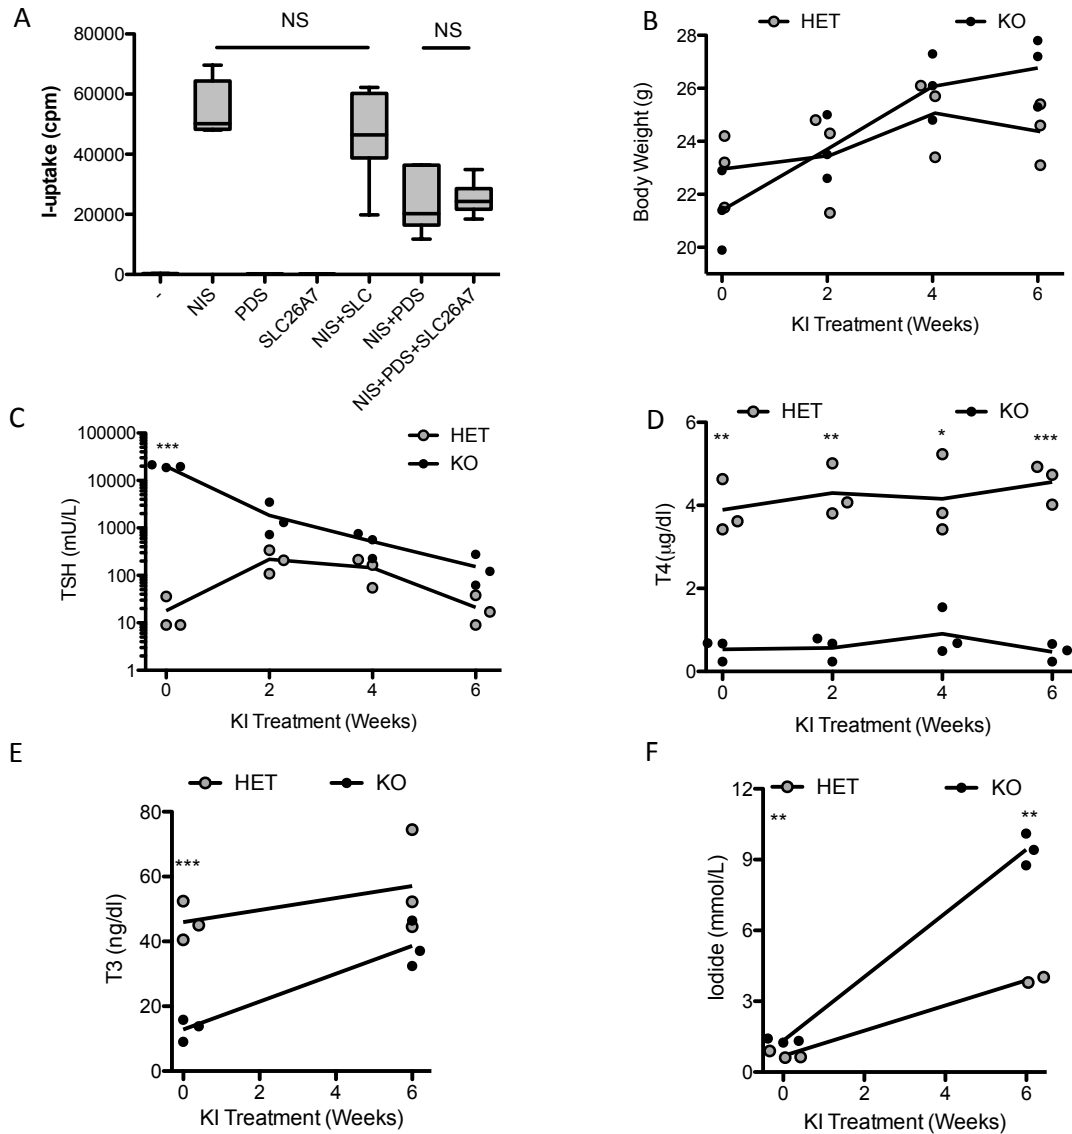 A
NS
NS
80000
60000
40000
20000
0
I-uptake (cpm)
-
NIS
PDS
SLC26A7
NIS+SLC
NIS+PDS
NIS+PDS+SLC26A7
B
HET
KO
28
26
24
22
20
Body Weight (g)
0
2
4
6
KI Treatment (Weeks)
C
HET
KO
***
100000
10000
1000
100
10
1
TSH (mU/L)
0
2
4
6
KI Treatment (Weeks)
D
HET
KO
**
**
*
***
6
4
2
0
T4(µg/dl)
0
2
4
6
KI Treatment (Weeks)
E
HET
KO
***
80
60
40
20
0
T3 (ng/dl)
0
2
4
6
KI Treatment (Weeks)
F
HET
KO
**
**
12
9
6
3
0
Iodide (mmol/L)
0
2
4
6
KI Treatment (Weeks)